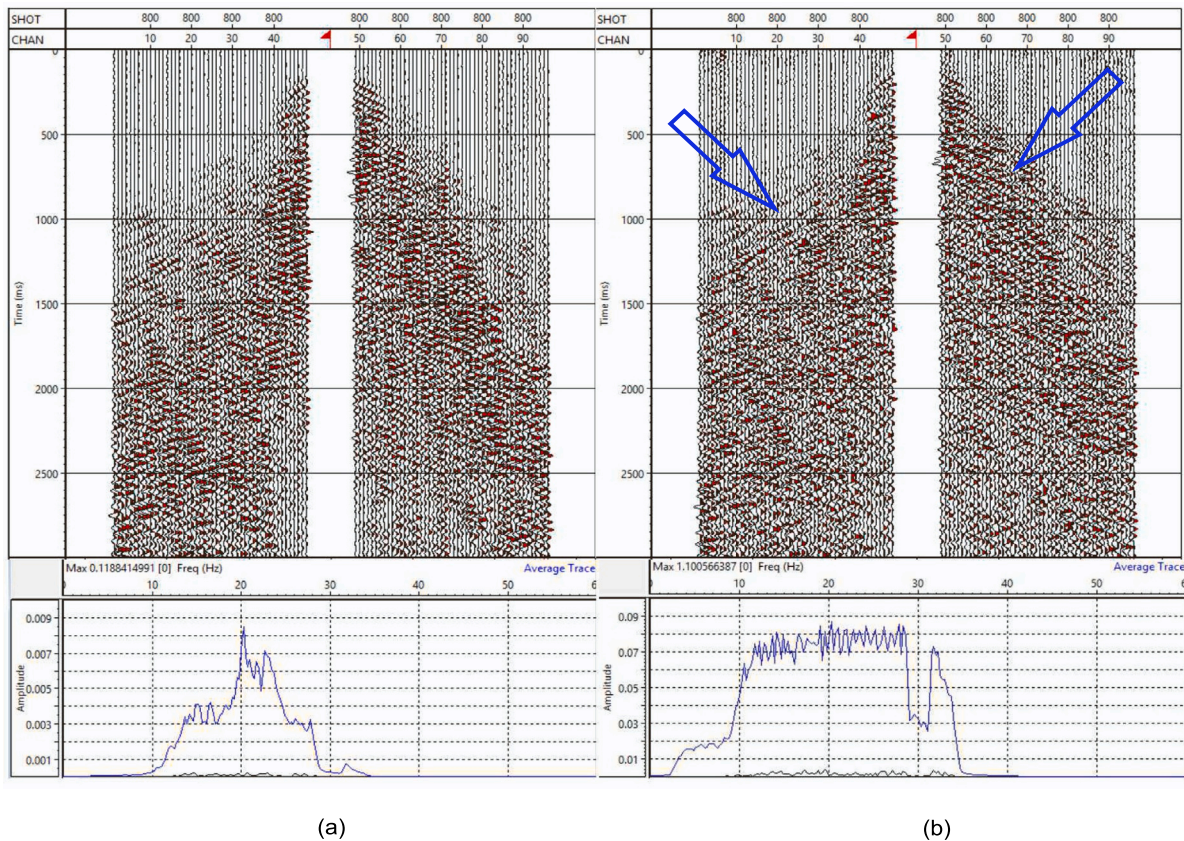 SHOT 800 800 800 800 800 800 800 800 800
CHAN 10 20 30 40 50 60 70 80 90
0
500
1000
Time (ms)
1500
2000
2500
Max 0.1188414991 [0] Freq (Hz) Average Trace
0 10 20 30 40 50 6
0.009
0.007
Amplitude
0.005
0.003
0.001
(a)
SHOT 800 800 800 800 800 800 800 800 800
CHAN 10 20 30 40 50 60 70 80 90
0
500
1000
Time (ms)
1500
2000
2500
Max 1.100566387 [0] Freq (Hz) Average Trace
0 10 20 30 40 50 6
0.09
0.07
Amplitude
0.05
0.03
0.01
(b)